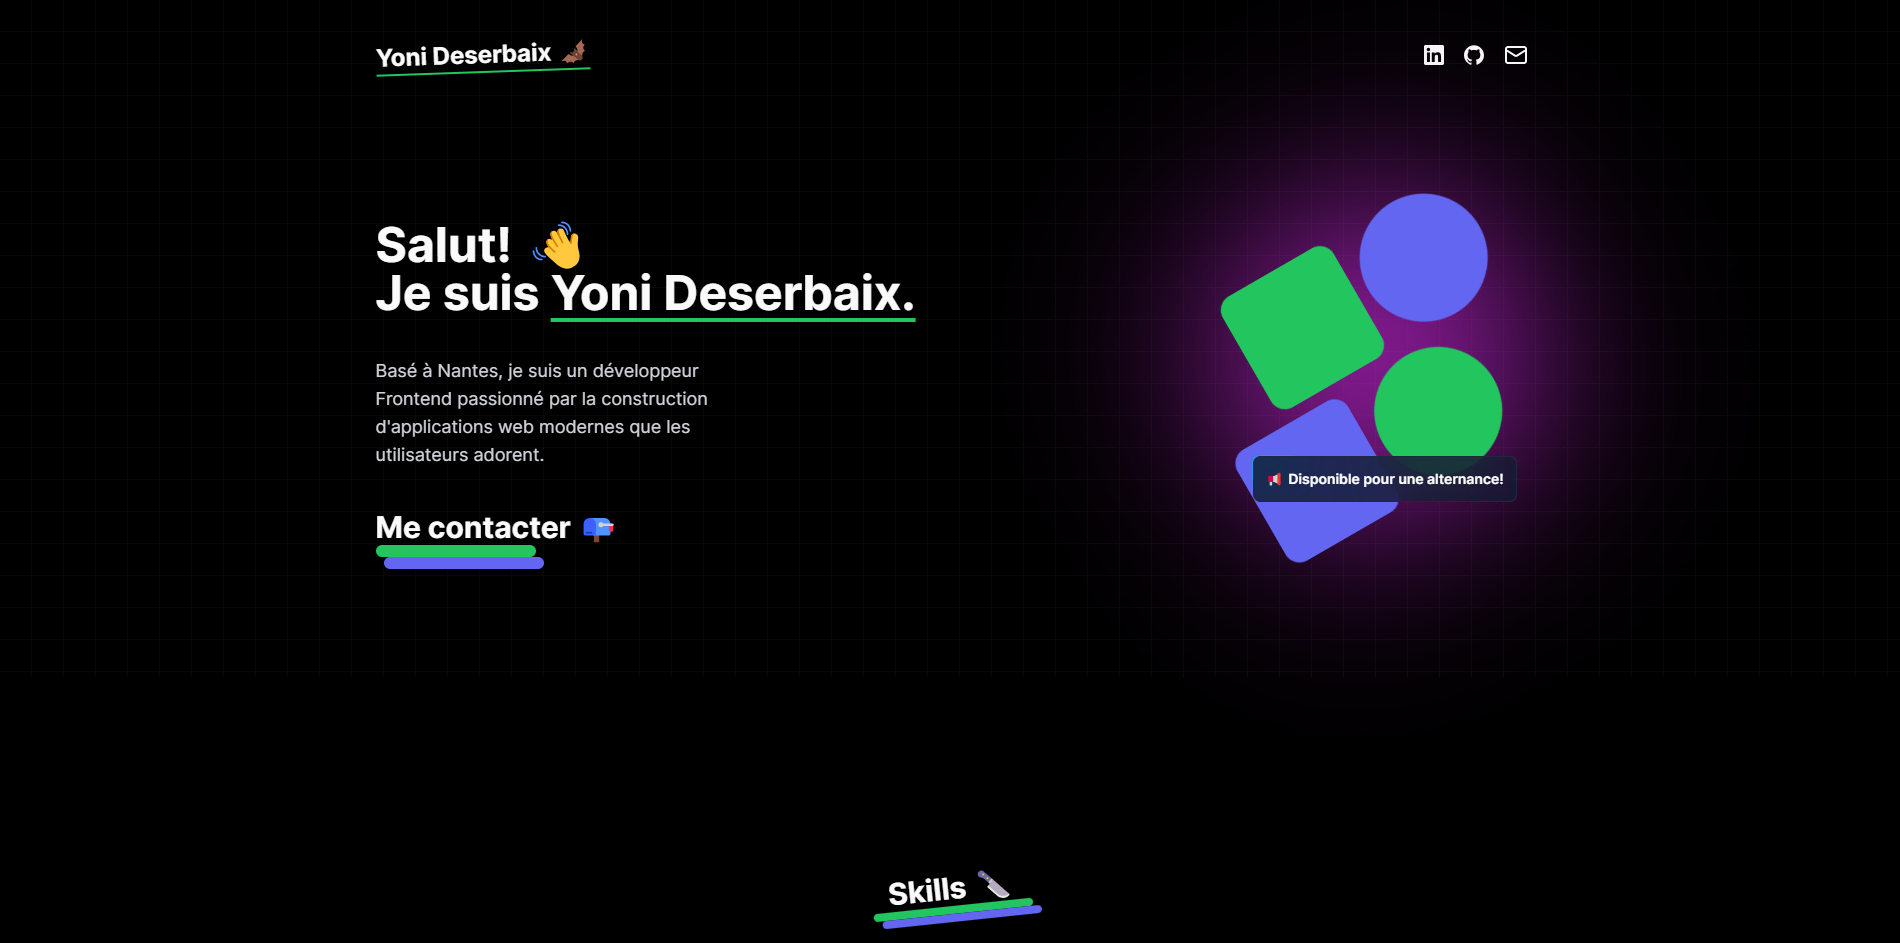 Yoni Deserbaix
Salut!
Je suis Yoni Deserbaix.
Basé à Nantes, je suis un développeur
Frontend passionné par la construction
d'applications web modernes que les
utilisateurs adorent.
Me contacter
Disponible pour une alternance!
Skills